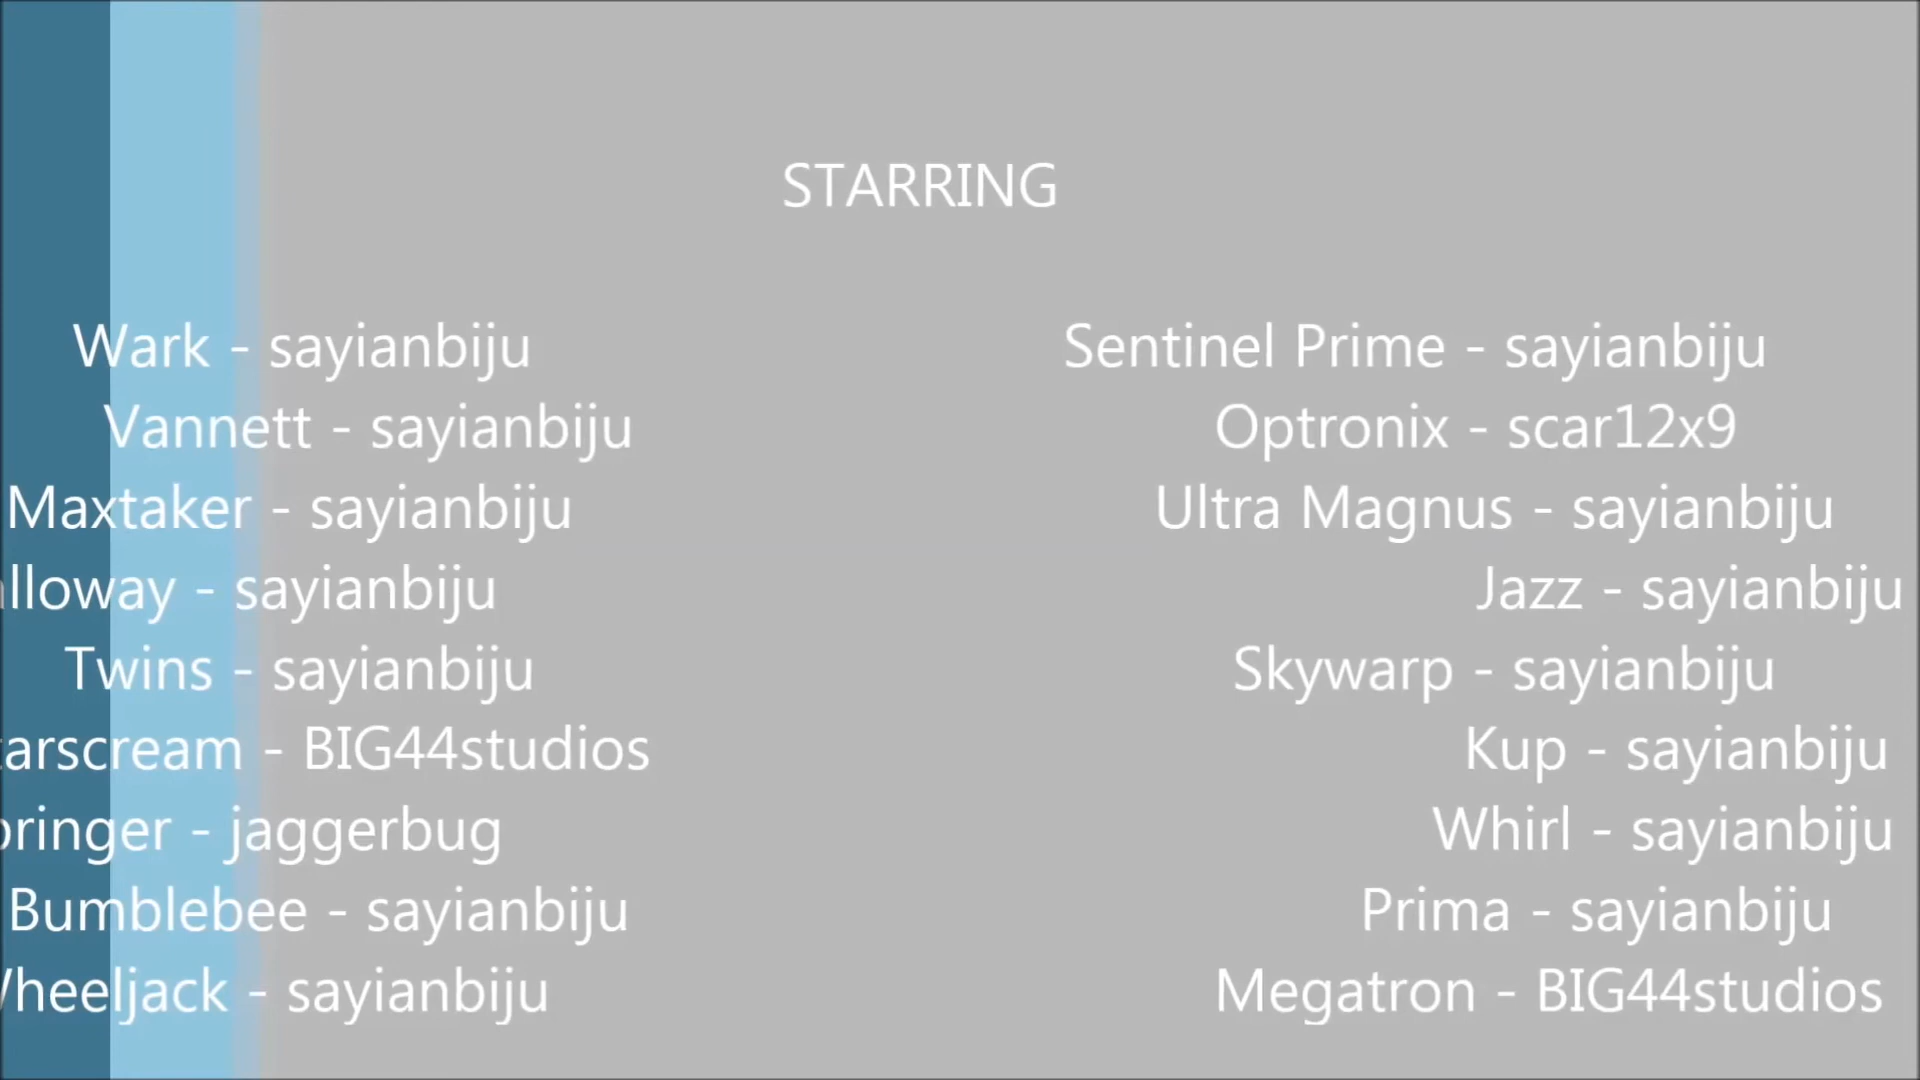 STARRING
Wark - sayianbiju
Sentinel Prime - sayianbiju
Vannett - sayianbiju
Optronix - scar12x9
Maxtaker - sayianbiju
Ultra Magnus - sayianbiju
lloway - sayianbiju
Jazz - sayianbiju
Twins - sayianbiju
Skywarp - sayianbiju
arscream - BIG44studios
Kup - sayianbiju
ringer - jaggerbug
Whirl - sayianbiju
Bumblebee - sayianbiju
Prima - sayianbiju
heeljack - sayianbiju
Megatron - BIG44studios